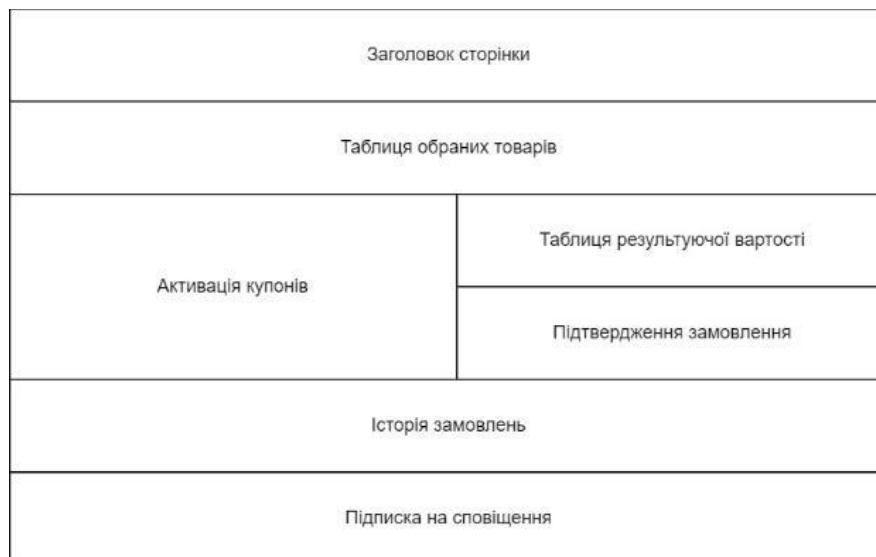 Заголовок сторінки
Таблиця обраних товарів
Активація купонів
Таблиця результуючої вартості
Підтвердження замовлення
Історія замовлень
Підписка на сповіщення